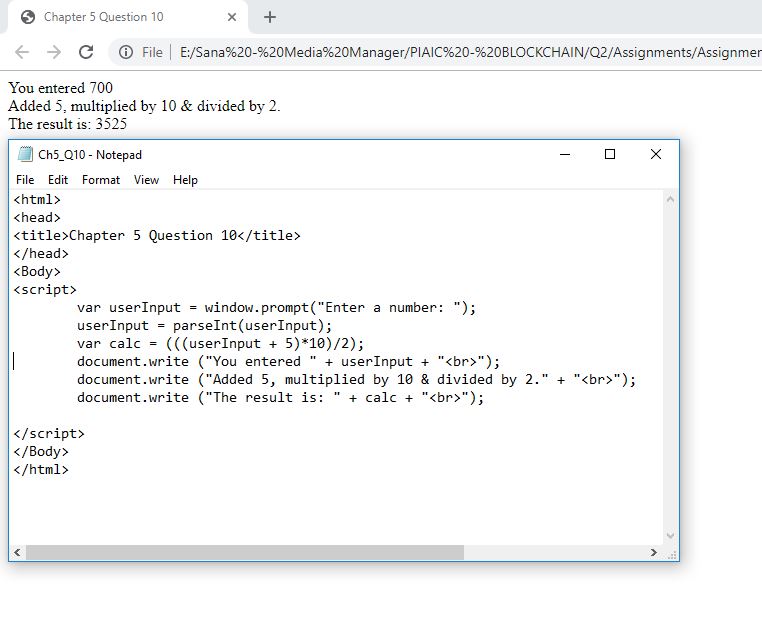 Chapter 5 Question 10
File E:/Sana%20-%20Media%20Manager/PIAIC%20-%20BLOCKCHAIN/Q2/Assignments/Assignmer
You entered 700
Added 5, multiplied by 10 & divided by 2.
The result is: 3525
Ch5_Q10 - Notepad
File Edit Format View Help
<html>
<head>
<title>Chapter 5 Question 10</title>
</head>
<Body>
<script>
var userInput = window.prompt("Enter a number: ");
userInput = parseInt(userInput);
var calc = (((userInput + 5)*10)/2);
document.write ("You entered " + userInput + "<br>");
document.write ("Added 5, multiplied by 10 & divided by 2." + "<br>");
document.write ("The result is: " + calc + "<br>");
</script>
</Body>
</html>